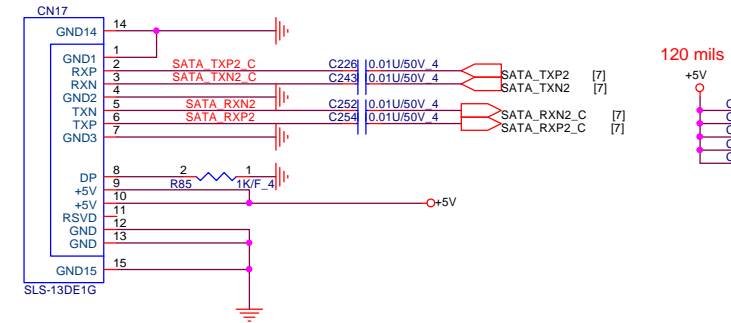 CN17
GND14 14
GND1 1
RXP 2 SATA_TXP2_C C226 0.01U/50V_4 SATA_TXP2 [7]
RXN 3 SATA_TXN2_C C243 0.01U/50V_4 SATA_TXN2 [7]
GND2 4
TXN 5 SATA_RXN2 C252 0.01U/50V_4 SATA_RXN2_C [7]
TXP 6 SATA_RXP2 C254 0.01U/50V_4 SATA_RXP2_C [7]
GND3 7
DP 8 2 R85 1 1K/F_4
+5V 9
+5V 10 +5V
RSVD 11
GND 12
GND 13
GND15 15
SLS-13DE1G
120 mils
+5V